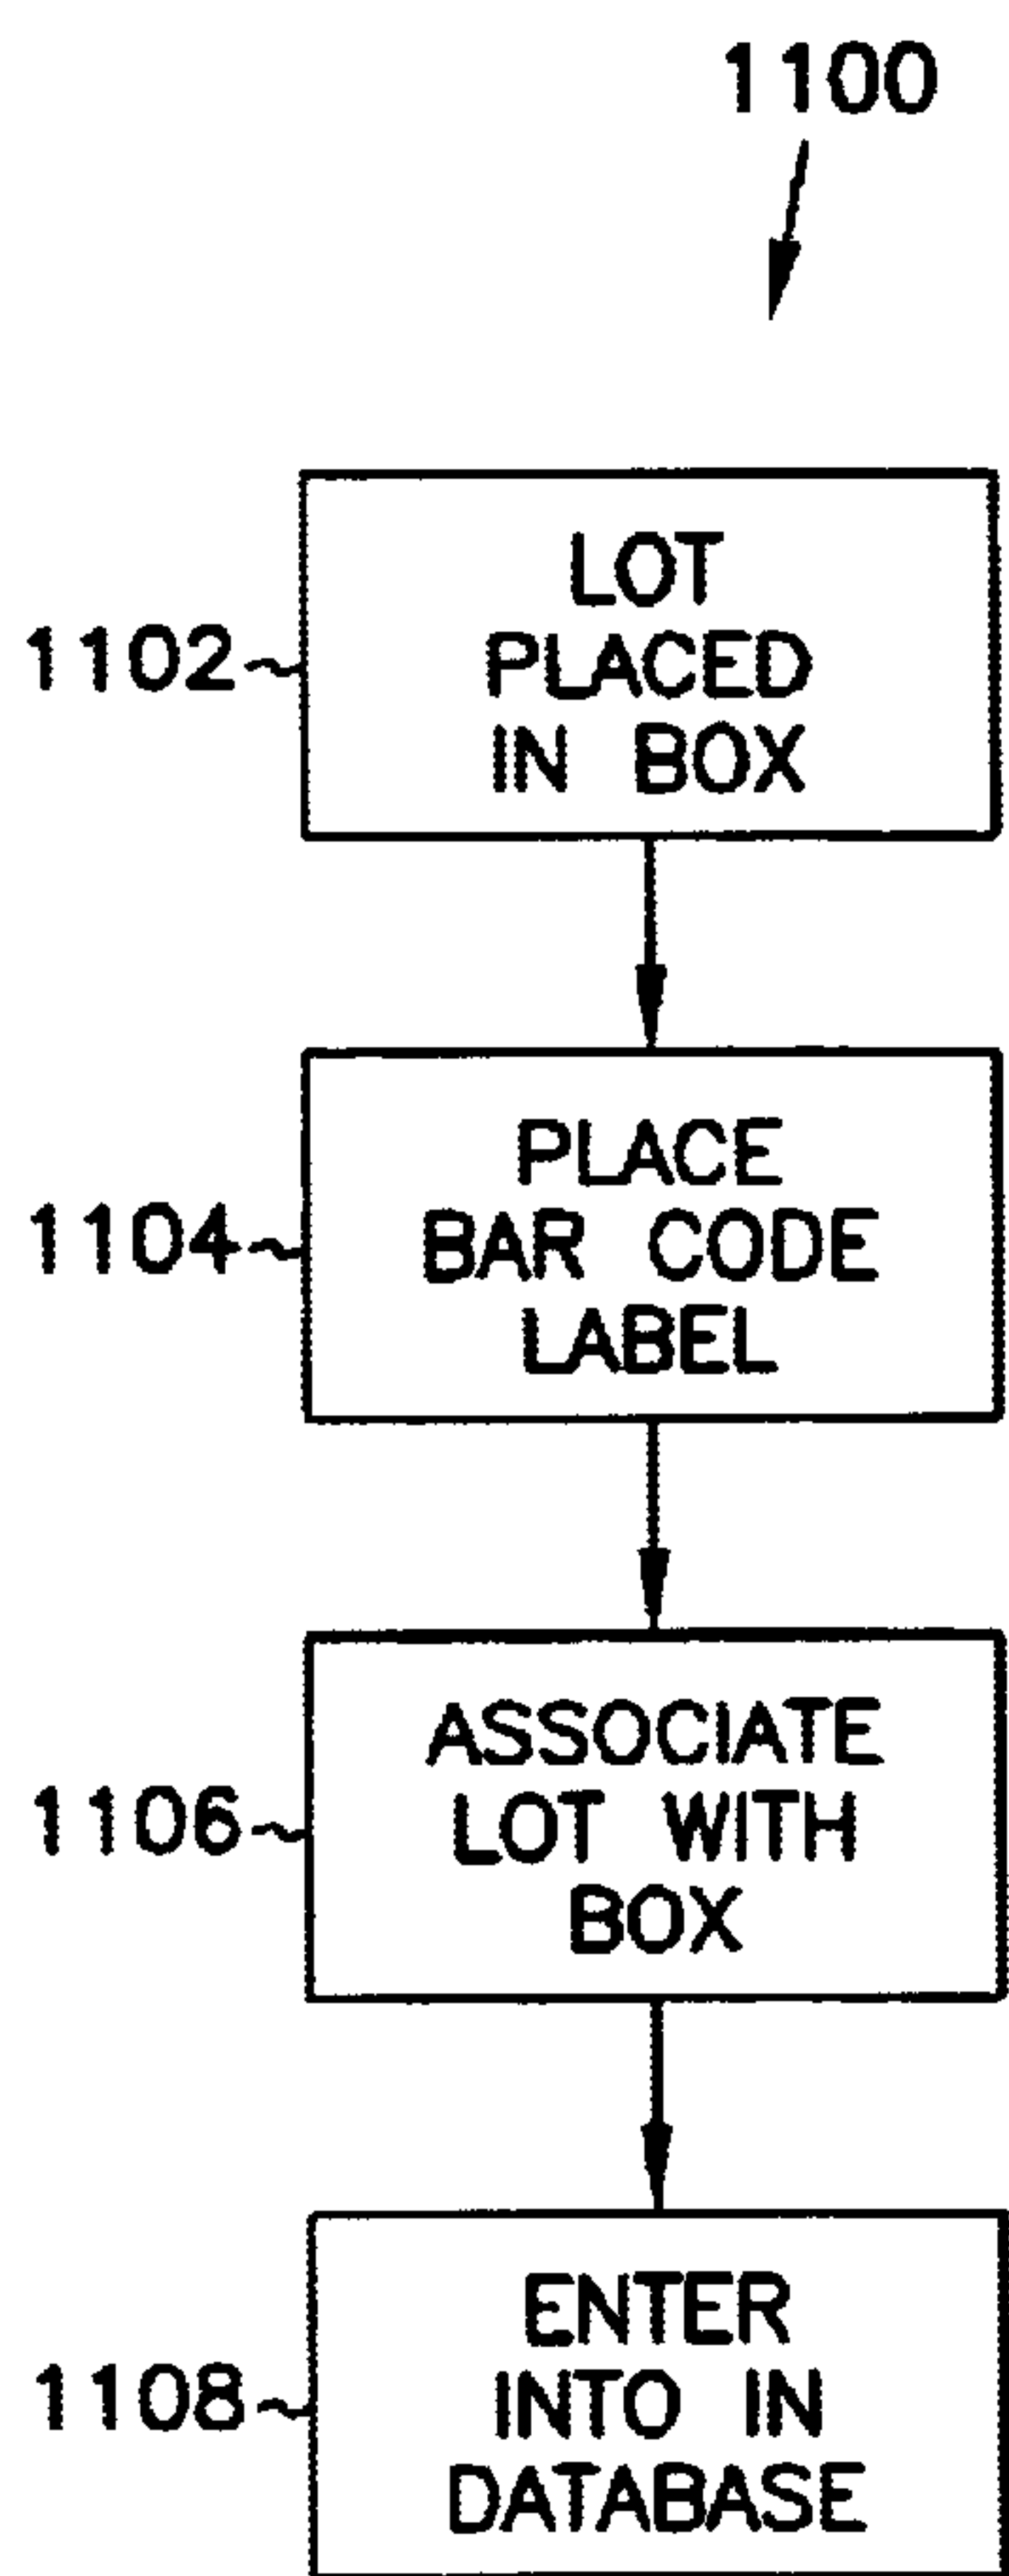 1100
LOT
PLACED
IN BOX
1102
PLACE
BAR CODE
LABEL
1104
ASSOCIATE
LOT WITH
BOX
1106
ENTER
INTO IN
DATABASE
1108